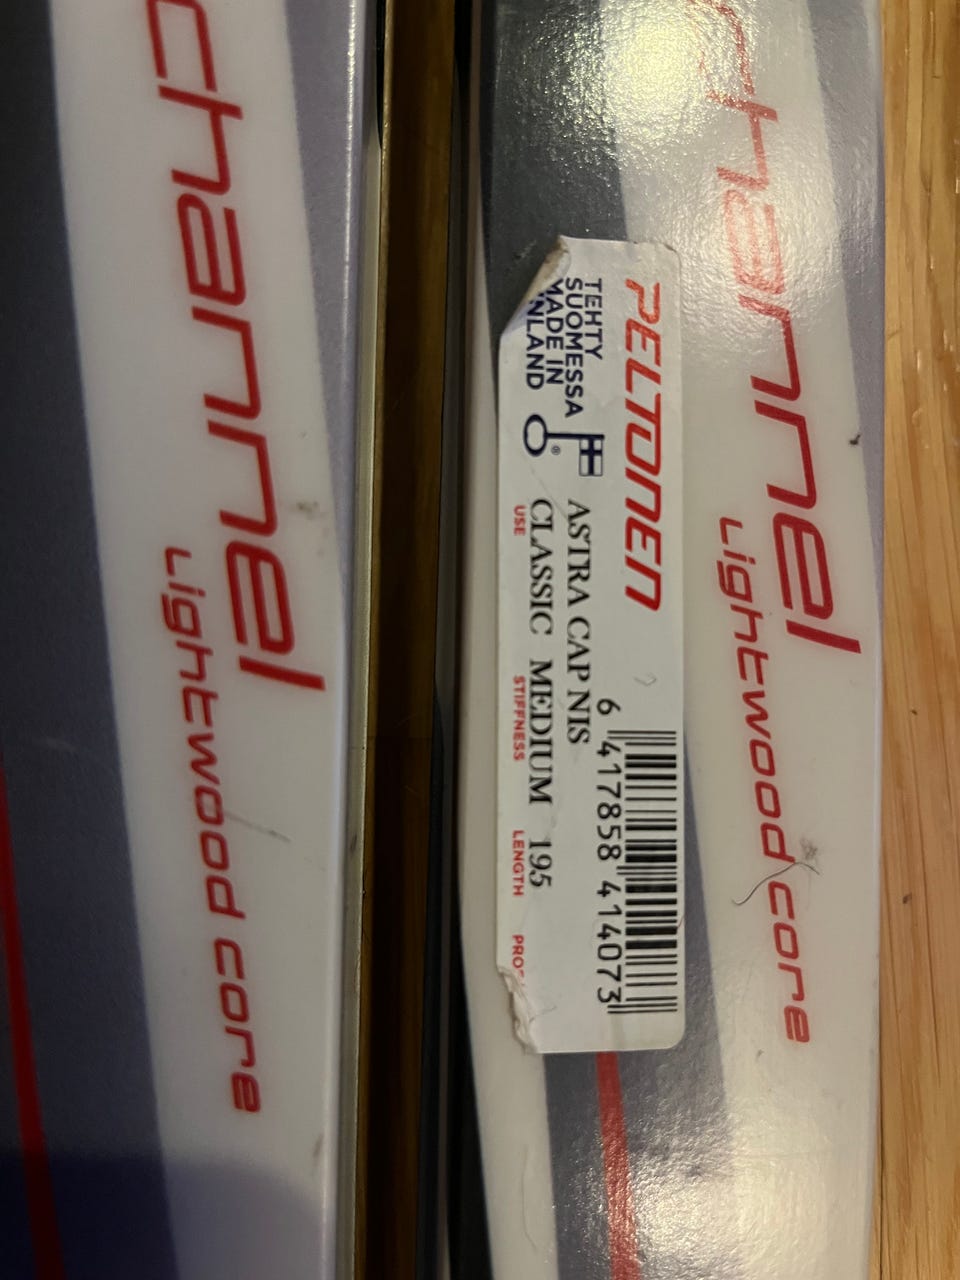 channel
Lightwood core
PELTONEN
TEHTY
SUOMESSA
MADE IN
NLAND
ASTRA CAP NIS
CLASSIC MEDIUM 195
USE STIFFNESS LENGTH
6 417858 414073
channel
Lightwood core